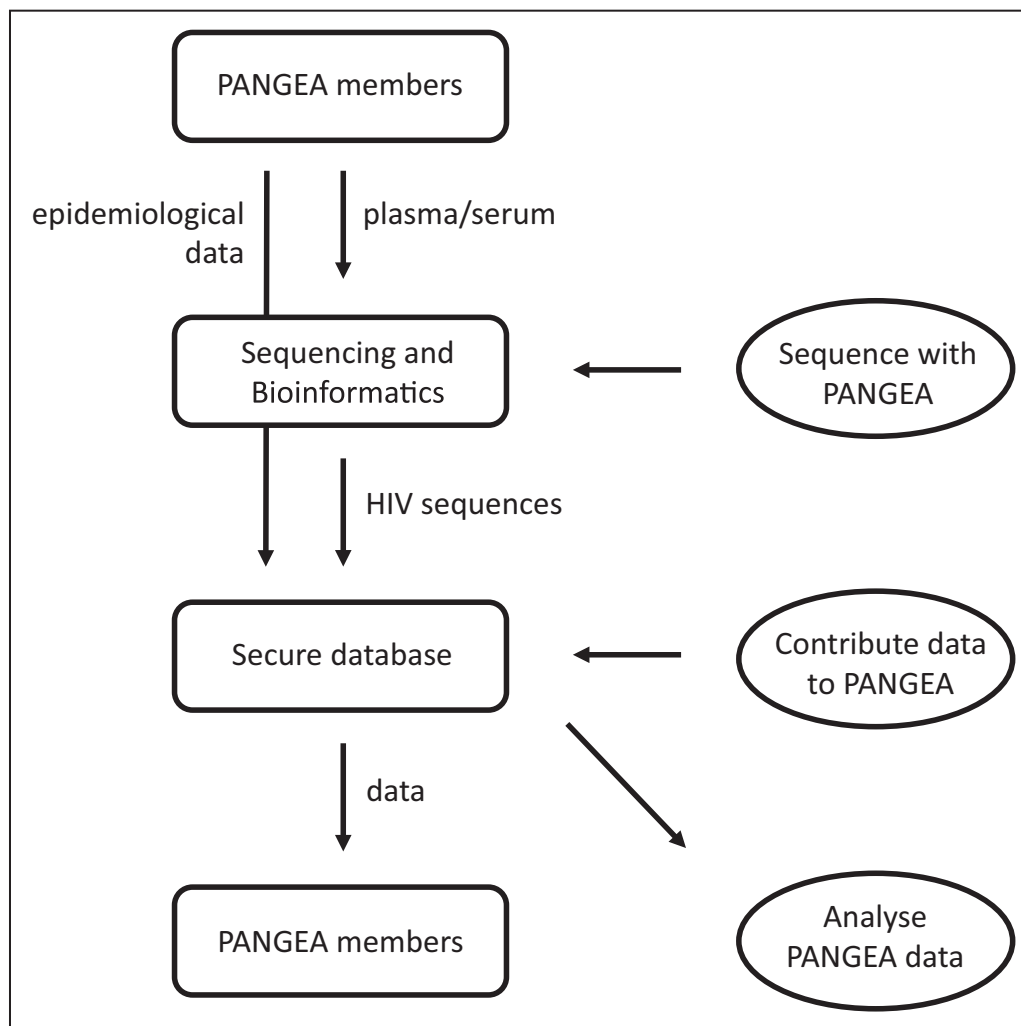 PANGEA members
epidemiological
data
plasma/serum
Sequencing and
Bioinformatics
Sequence with
PANGEA
HIV sequences
Secure database
Contribute data
to PANGEA
data
PANGEA members
Analyse
PANGEA data